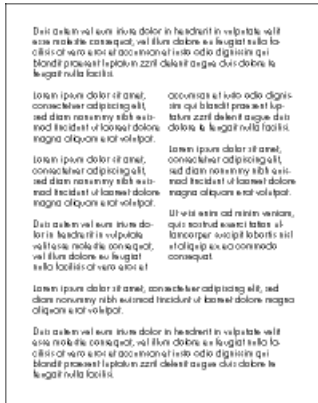 Duis autem vel eum iriure dolor in hendrerit in vulputate velit
esse molestie consequat, vel illum dolore eu feugiat nulla fa-
cilisis at vero eros et accumsan et iusto odio dignissim qui
blandit praesent luptatum zzril delenit augue duis dolore te
feugait nulla facilisi.
Lorem ipsum dolor sit amet,
consectetuer adipiscing elit,
sed diam nonummy nibh euis-
mod tincidunt ut laoreet dolore
magna aliquam erat volutpat.
Lorem ipsum dolor sit amet,
consectetuer adipiscing elit,
sed diam nonummy nibh euis-
mod tincidunt ut laoreet dolore
magna aliquam erat volutpat.
Duis autem vel eum iriure do-
lor in hendrerit in vulputate
velit esse molestie consequat,
vel illum dolore eu feugiat
nulla facilisis at vero eros et
accumsan et iusto odio dignis-
sim qui blandit praesent lup-
tatum zzril delenit augue duis
dolore te feugait nulla facilisi.
Lorem ipsum dolor sit amet,
consectetuer adipiscing elit,
sed diam nonummy nibh euis-
mod tincidunt ut laoreet dolore
magna aliquam erat volutpat.
Ut wisi enim ad minim veniam,
quis nostrud exerci tation ul-
lamcorper suscipit lobortis nisl
ut aliquip ex ea commodo
consequat.
Lorem ipsum dolor sit amet, consectetuer adipiscing elit, sed
diam nonummy nibh euismod tincidunt ut laoreet dolore magna
aliquam erat volutpat.
Duis autem vel eum iriure dolor in hendrerit in vulputate velit
esse molestie consequat, vel illum dolore eu feugiat nulla fa-
cilisis at vero eros et accumsan et iusto odio dignissim qui
blandit praesent luptatum zzril delenit augue duis dolore te
feugait nulla facilisi.